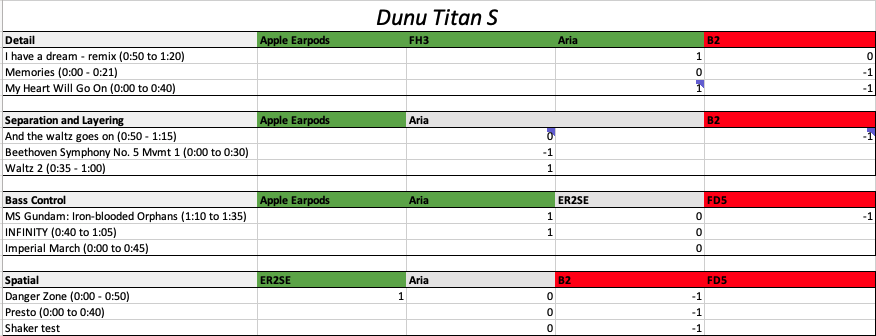 Dunu Titan S
Detail Apple Earpods FH3 Aria B2
I have a dream - remix (0:50 to 1:20) 1 0
Memories (0:00 - 0:21) 0 -1
My Heart Will Go On (0:00 to 0:40) 1 -1
Separation and Layering Apple Earpods Aria B2
And the waltz goes on (0:50 - 1:15) 0 -1
Beethoven Symphony No. 5 Mvmt 1 (0:00 to 0:30) -1
Waltz 2 (0:35 - 1:00) 1
Bass Control Apple Earpods Aria ER2SE FD5
MS Gundam: Iron-blooded Orphans (1:10 to 1:35) 1 0 -1
INFINITY (0:40 to 1:05) 1 0
Imperial March (0:00 to 0:45) 0
Spatial ER2SE Aria B2 FD5
Danger Zone (0:00 - 0:50) 1 0 -1
Presto (0:00 to 0:40) 0 -1
Shaker test 0 -1